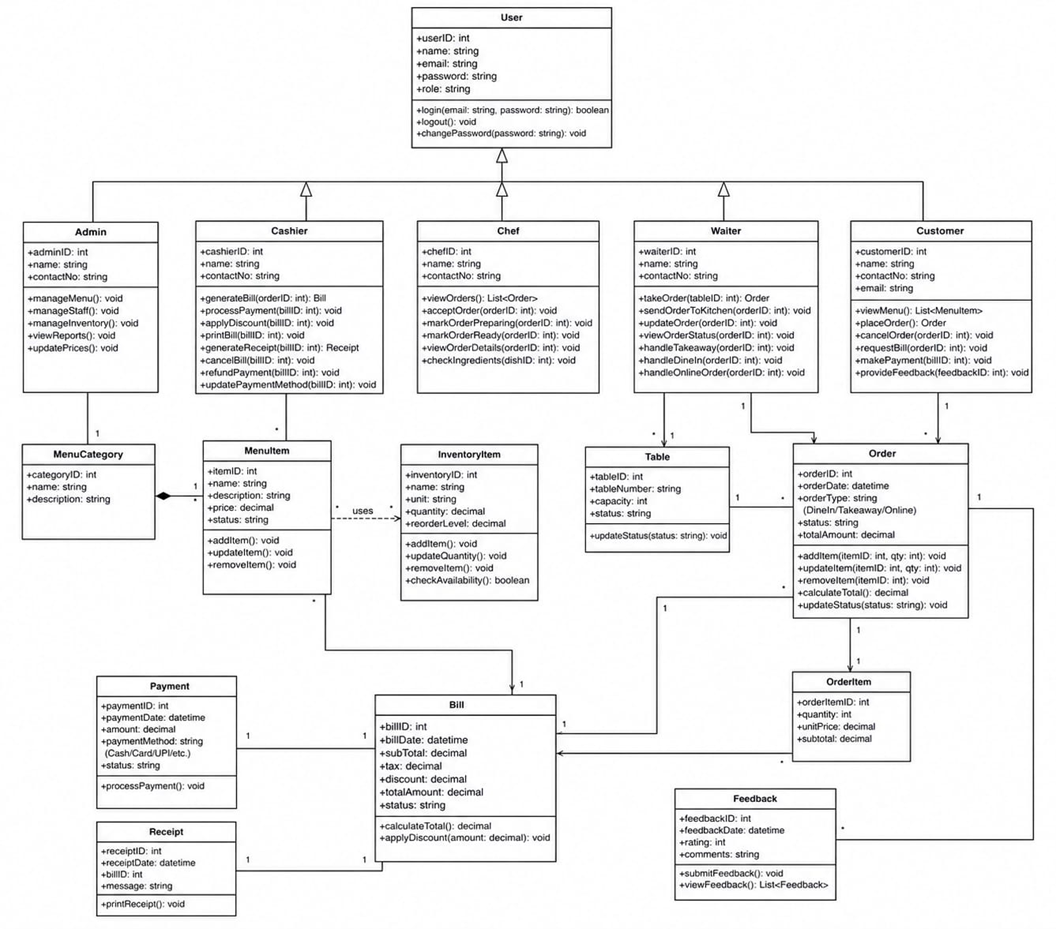 User
+userID: int
+name: string
+email: string
+password: string
+role: string
+login(email: string, password: string): boolean
+logout(): void
+changePassword(password: string): void
Admin
+adminID: int
+name: string
+contactNo: string
+manageMenu(): void
+manageStaff(): void
+manageInventory(): void
+viewReports(): void
+updatePrices(): void
Cashier
+cashierID: int
+name: string
+contactNo: string
+generateBill(orderID: int): Bill
+processPayment(billID: int): void
+applyDiscount(billID: int): void
+printBill(billID: int): void
+generateReceipt(billID: int): Receipt
+cancelBill(billID: int): void
+refundPayment(billID: int): void
+updatePaymentMethod(billID: int): void
Chef
+chefID: int
+name: string
+contactNo: string
+viewOrders(): List<Order>
+acceptOrder(orderID: int): void
+markOrderPreparing(orderID: int): void
+markOrderReady(orderID: int): void
+viewOrderDetails(orderID: int): void
+checkIngredients(dishID: int): void
Waiter
+waiterID: int
+name: string
+contactNo: string
+takeOrder(tableID: int): Order
+sendOrderToKitchen(orderID: int): void
+updateOrder(orderID: int): void
+viewOrderStatus(orderID: int): void
+handleTakeaway(orderID: int): void
+handleDineIn(orderID: int): void
+handleOnlineOrder(orderID: int): void
Customer
+customerID: int
+name: string
+contactNo: string
+email: string
+viewMenu(): List<MenuItem>
+placeOrder(): Order
+cancelOrder(orderID: int): void
+requestBill(orderID: int): void
+makePayment(billID: int): void
+provideFeedback(feedbackID: int): void
1
*
* 1
1
1
*
MenuCategory
+categoryID: int
+name: string
+description: string
1
*
MenuItem
+itemID: int
+name: string
+description: string
+price: decimal
+status: string
+addItem(): void
+updateItem(): void
+removeItem(): void
* uses *
InventoryItem
+inventoryID: int
+name: string
+unit: string
+quantity: decimal
+reorderLevel: decimal
+addItem(): void
+updateQuantity(): void
+removeItem(): void
+checkAvailability(): boolean
Table
+tableID: int
+tableNumber: string
+capacity: int
+status: string
+updateStatus(status: string): void
1 *
Order
+orderID: int
+orderDate: datetime
+orderType: string
(DineIn/Takeaway/Online)
+status: string
+totalAmount: decimal
+addItem(itemID: int, qty: int): void
+updateItem(itemID: int, qty: int): void
+removeItem(itemID: int): void
+calculateTotal(): decimal
+updateStatus(status: string): void
1
*
*
1
1
1
1
Payment
+paymentID: int
+paymentDate: datetime
+amount: decimal
+paymentMethod: string
(Cash/Card/UPI/etc.)
+status: string
+processPayment(): void
1 1
Bill
+billID: int
+billDate: datetime
+subTotal: decimal
+tax: decimal
+discount: decimal
+totalAmount: decimal
+status: string
+calculateTotal(): decimal
+applyDiscount(amount: decimal): void
1
OrderItem
+orderItemID: int
+quantity: int
+unitPrice: decimal
+subtotal: decimal
*
Receipt
+receiptID: int
+receiptDate: datetime
+billID: int
+message: string
+printReceipt(): void
1 1
Feedback
+feedbackID: int
+feedbackDate: datetime
+rating: int
+comments: string
+submitFeedback(): void
+viewFeedback(): List<Feedback>
*